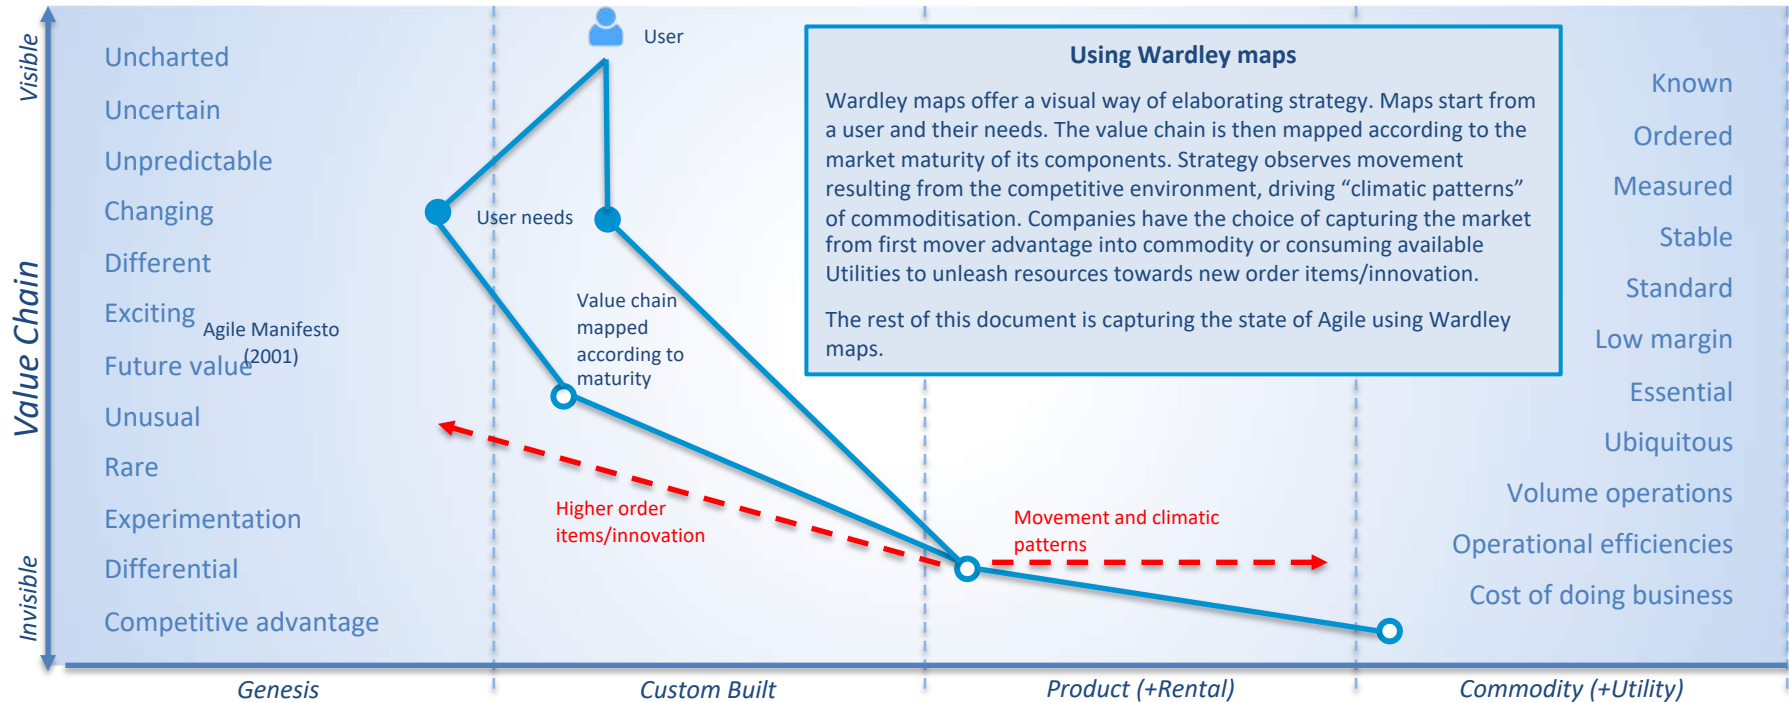 Visible
Value Chain
Invisible
Uncharted
Uncertain
Unpredictable
Changing
Different
Exciting
Agile Manifesto
(2001)
Future value
Unusual
Rare
Experimentation
Differential
Competitive advantage
User
User needs
Value chain
mapped
according to
maturity
Higher order
items/innovation
Movement and climatic
patterns
Using Wardley maps
Wardley maps offer a visual way of elaborating strategy. Maps start from
a user and their needs. The value chain is then mapped according to the
market maturity of its components. Strategy observes movement
resulting from the competitive environment, driving “climatic patterns”
of commoditisation. Companies have the choice of capturing the market
from first mover advantage into commodity or consuming available
Utilities to unleash resources towards new order items/innovation.
The rest of this document is capturing the state of Agile using Wardley
maps.
Known
Ordered
Measured
Stable
Standard
Low margin
Essential
Ubiquitous
Volume operations
Operational efficiencies
Cost of doing business
Genesis
Custom Built
Product (+Rental)
Commodity (+Utility)